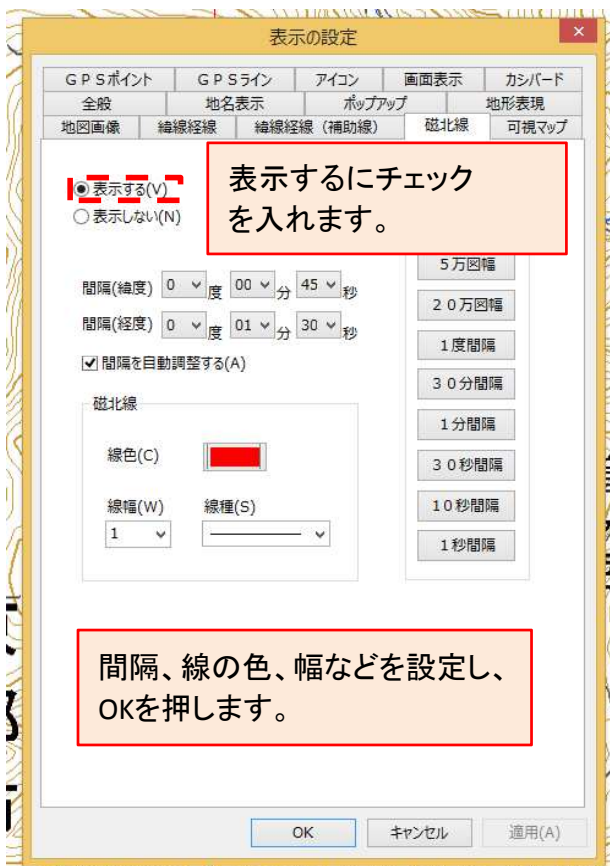 表示の設定
GPSポイント GPSライン アイコン 画面表示 カシバード
全般 地名表示 ポップアップ 地形表現
地図画像 緯線経線 緯線経線（補助線） 磁北線 可視マップ
表示する(V)
表示しない(N)
表示するにチェック
を入れます。
間隔(緯度) 0 度 00 分 45 秒
間隔(経度) 0 度 01 分 30 秒
間隔を自動調整する(A)
磁北線
線色(C)
線幅(W) 線種(S)
1
5万図幅
20万図幅
1度間隔
30分間隔
1分間隔
30秒間隔
10秒間隔
1秒間隔
間隔、線の色、幅などを設定し、
OKを押します。
OK キャンセル 適用(A)